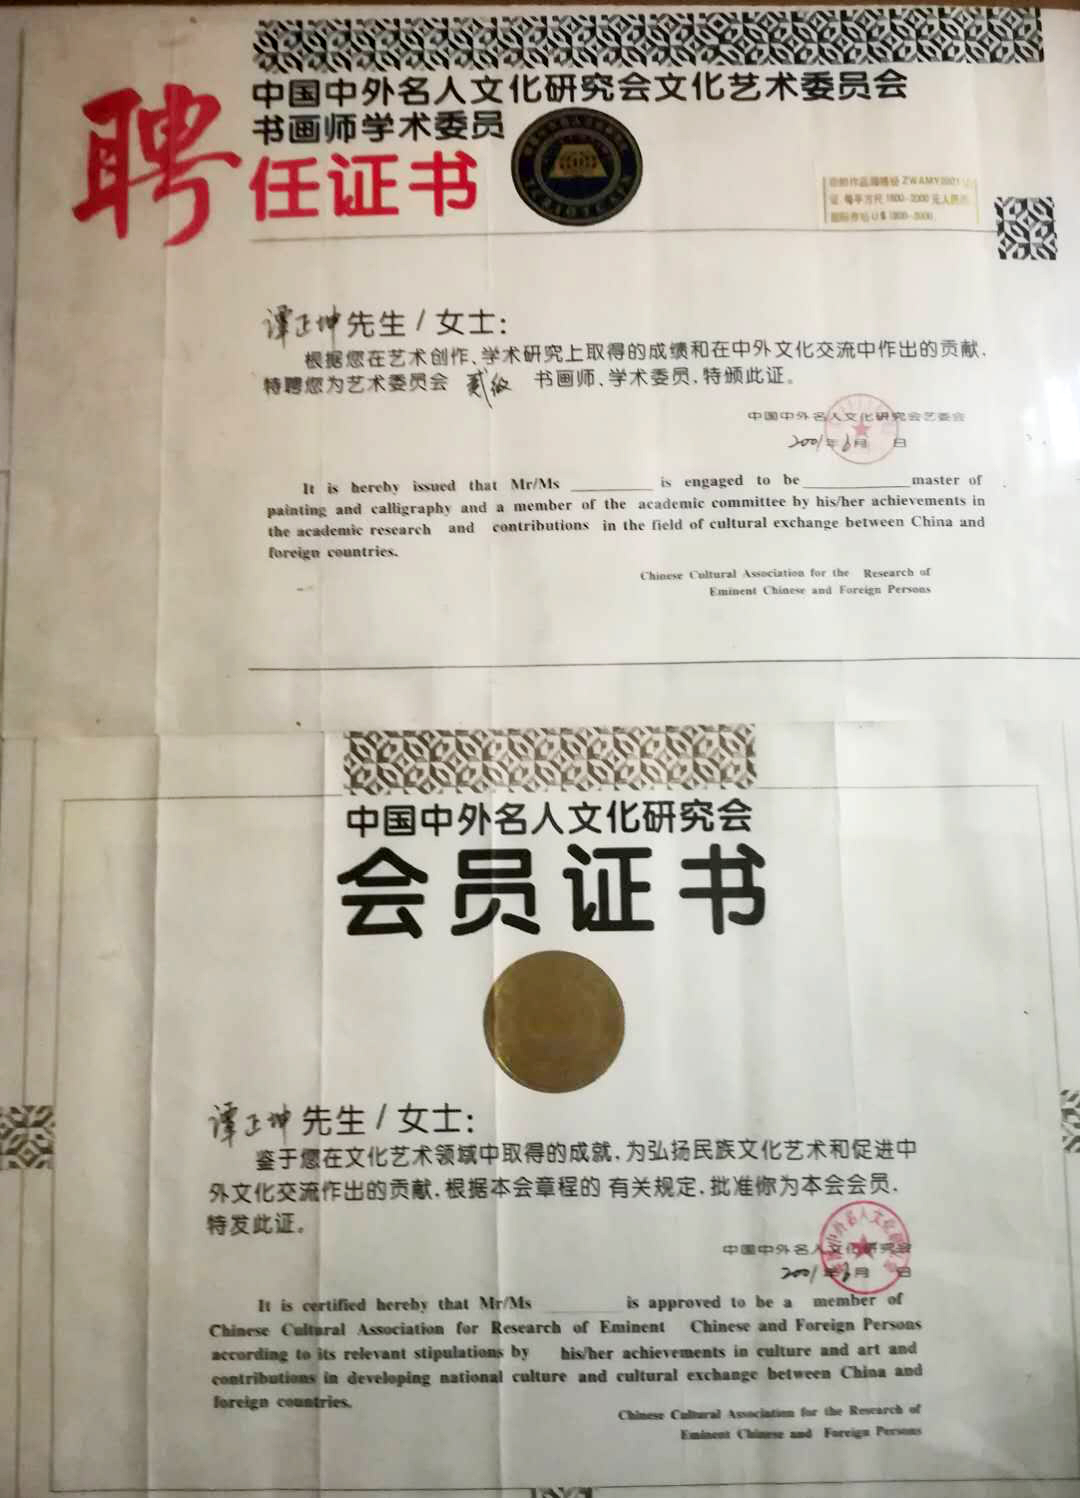 聘
中国中外名人文化研究会文化艺术委员会
书画师学术委员
任证书
谭正坤先生/女士:
根据您在艺术创作、学术研究上取得的成绩和在中外文化交流中作出的贡献.
特聘您为艺术委员会 贰级 书画师、学术委员,特颁此证。
中国中外名人文化研究会艺委会
2001年6月 日
It is hereby issued that Mr/Ms is engaged to be master of
painting and calligraphy and a member of the academic committee by his/her achievements in
the academic research and contributions in the field of cultural exchange between China and
foreign countries.
Chinese Cultural Association for the Research of
Eminent Chinese and Foreign Persons
中国中外名人文化研究会
会员证书
谭正坤先生/女士:
鉴于您在文化艺术领域中取得的成就,为弘扬民族文化艺术和促进中
外文化交流作出的贡献,根据本会章程的 有关规定,批准你为本会会员,
特发此证。
中国中外名人文化研究会
2001年6月 日
It is certified hereby that Mr/Ms is approved to be a member of
Chinese Cultural Association for Research of Eminent Chinese and Foreign Persons
according to its relevant stipulations by his/her achievements in culture and art and
contributions in developing national culture and cultural exchange between China and
foreign countries.
Chinese Cultural Association for the Research of
Eminent Chinese and Foreign Persons